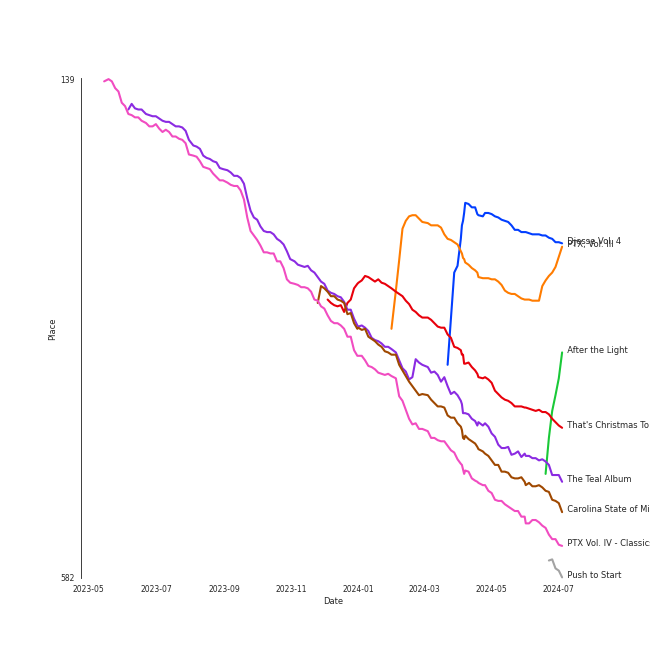 139
Place
582
2023-05
2023-07
2023-09
2023-11
2024-01
2024-03
2024-05
2024-07
Date
PTX, Vol. III
After the Light
That's Christmas To
The Teal Album
Carolina State of Mi
PTX Vol. IV - Classic
Push to Start